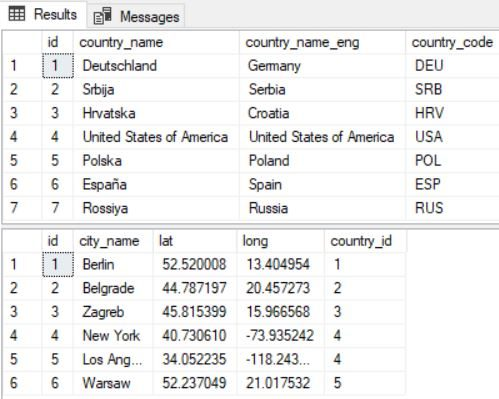 Results Messages
id country_name country_name_eng country_code
1 1 Deutschland Germany DEU
2 2 Srbija Serbia SRB
3 3 Hrvatska Croatia HRV
4 4 United States of America United States of America USA
5 5 Polska Poland POL
6 6 España Spain ESP
7 7 Rossiya Russia RUS
id city_name lat long country_id
1 1 Berlin 52.520008 13.404954 1
2 2 Belgrade 44.787197 20.457273 2
3 3 Zagreb 45.815399 15.966568 3
4 4 New York 40.730610 -73.935242 4
5 5 Los Ang... 34.052235 -118.243... 4
6 6 Warsaw 52.237049 21.017532 5